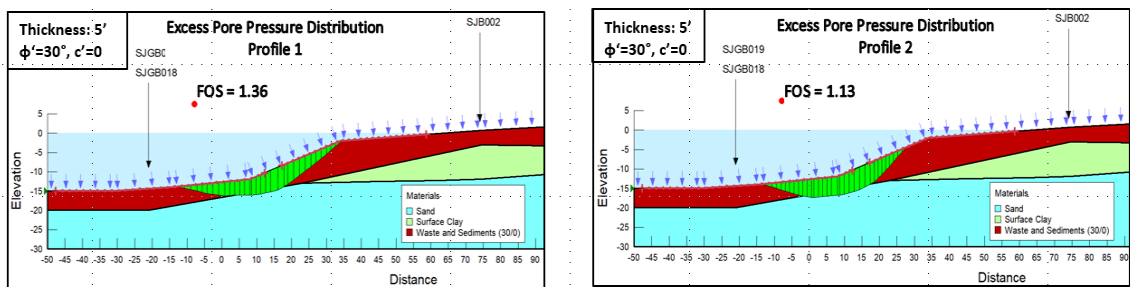 Thickness: 5’
ɸ‘=30°, c’=0
Excess Pore Pressure Distribution
Profile 1
SJB002
SJGB0
SJGB018
FOS = 1.36
5
0
-5
-10
-15
-20
-25
-30
Elevation
Materials
Sand
Surface Clay
Waste and Sediments (30/0)
-50 -45 -40 -35 -30 -25 -20 -15 -10 -5 0 5 10 15 20 25 30 35 40 45 50 55 60 65 70 75 80 85 90
Distance
Thickness: 5’
ɸ‘=30°, c’=0
Excess Pore Pressure Distribution
Profile 2
SJB002
SJGB019
SJGB018
FOS = 1.13
5
0
-5
-10
-15
-20
-25
-30
Elevation
Materials
Sand
Surface Clay
Waste and Sediments (30/0)
-50 -45 -40 -35 -30 -25 -20 -15 -10 -5 0 5 10 15 20 25 30 35 40 45 50 55 60 65 70 75 80 85 90
Distance